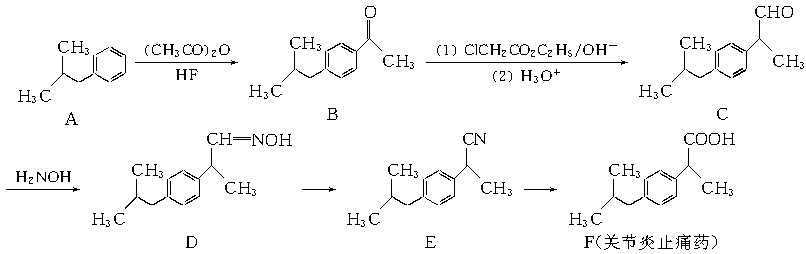 CH₃
H₃C
A
(CH₃CO)₂O
HF
O
CH₃
CH₃
H₃C
B
(1) ClCH₂CO₂C₂H₅/OH⁻
(2) H₃O⁺
CHO
CH₃
CH₃
H₃C
C
H₂NOH
CH=NOH
CH₃
CH₃
H₃C
D
CN
CH₃
CH₃
H₃C
E
COOH
CH₃
CH₃
H₃C
F(关节炎止痛药)